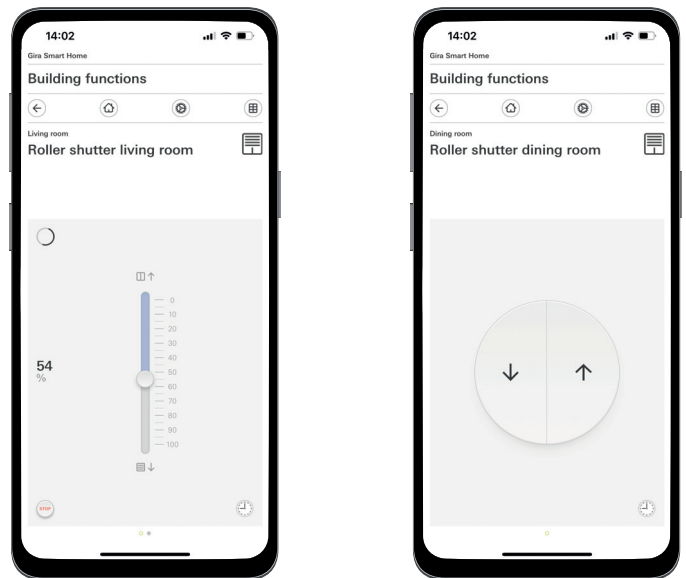 14:02
Gira Smart Home
Building functions
Living room
Roller shutter living room
0
10
20
30
40
50
60
70
80
90
100
54
%
STOP
14:02
Gira Smart Home
Building functions
Dining room
Roller shutter dining room